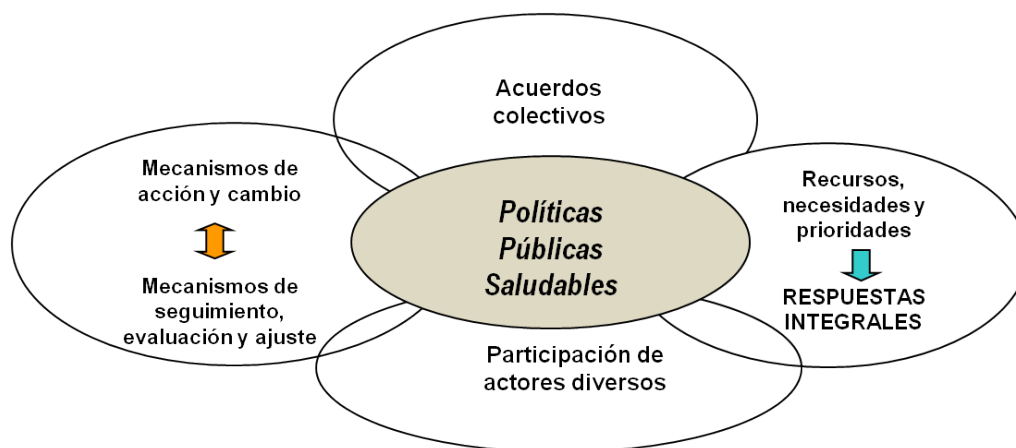 Acuerdos
colectivos
Mecanismos de
acción y cambio
Mecanismos de
seguimiento,
evaluación y ajuste
Políticas
Públicas
Saludables
Recursos,
necesidades y
prioridades
RESPUESTAS
INTEGRALES
Participación de
actores diversos